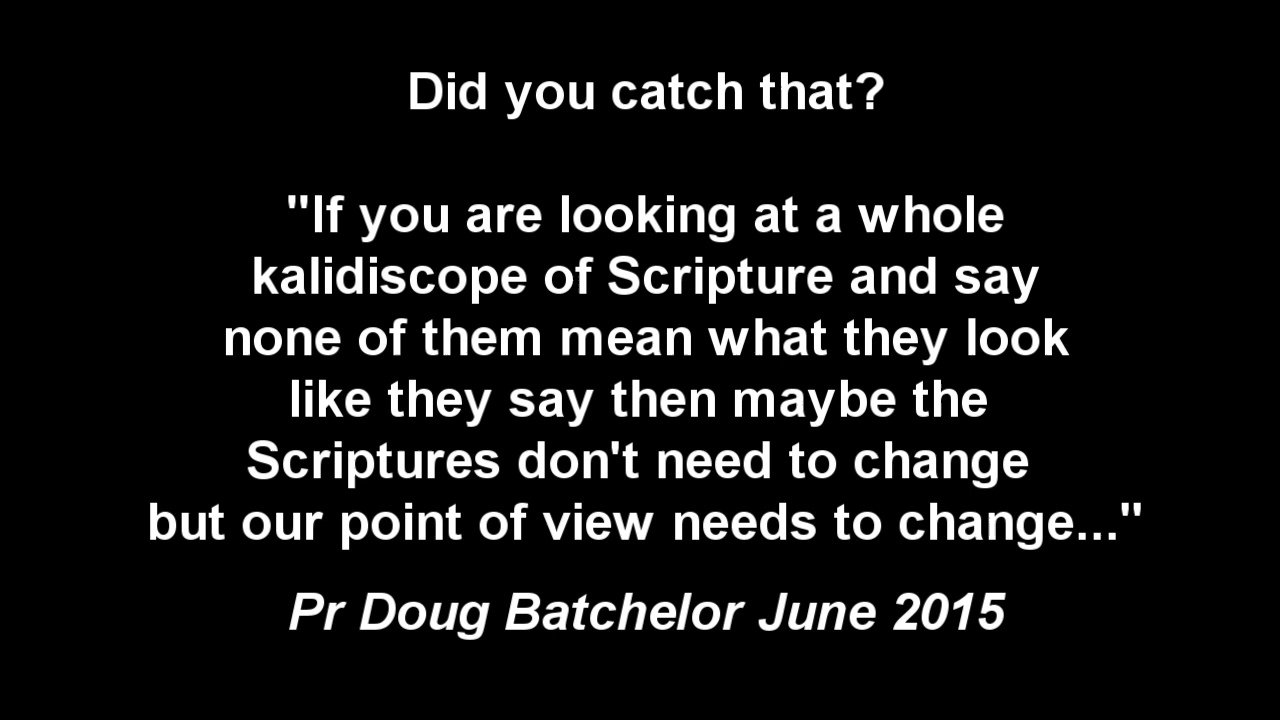 Did you catch that?
"If you are looking at a whole
kalidiscope of Scripture and say
none of them mean what they look
like they say then maybe the
Scriptures don't need to change
but our point of view needs to change..."
Pr Doug Batchelor June 2015